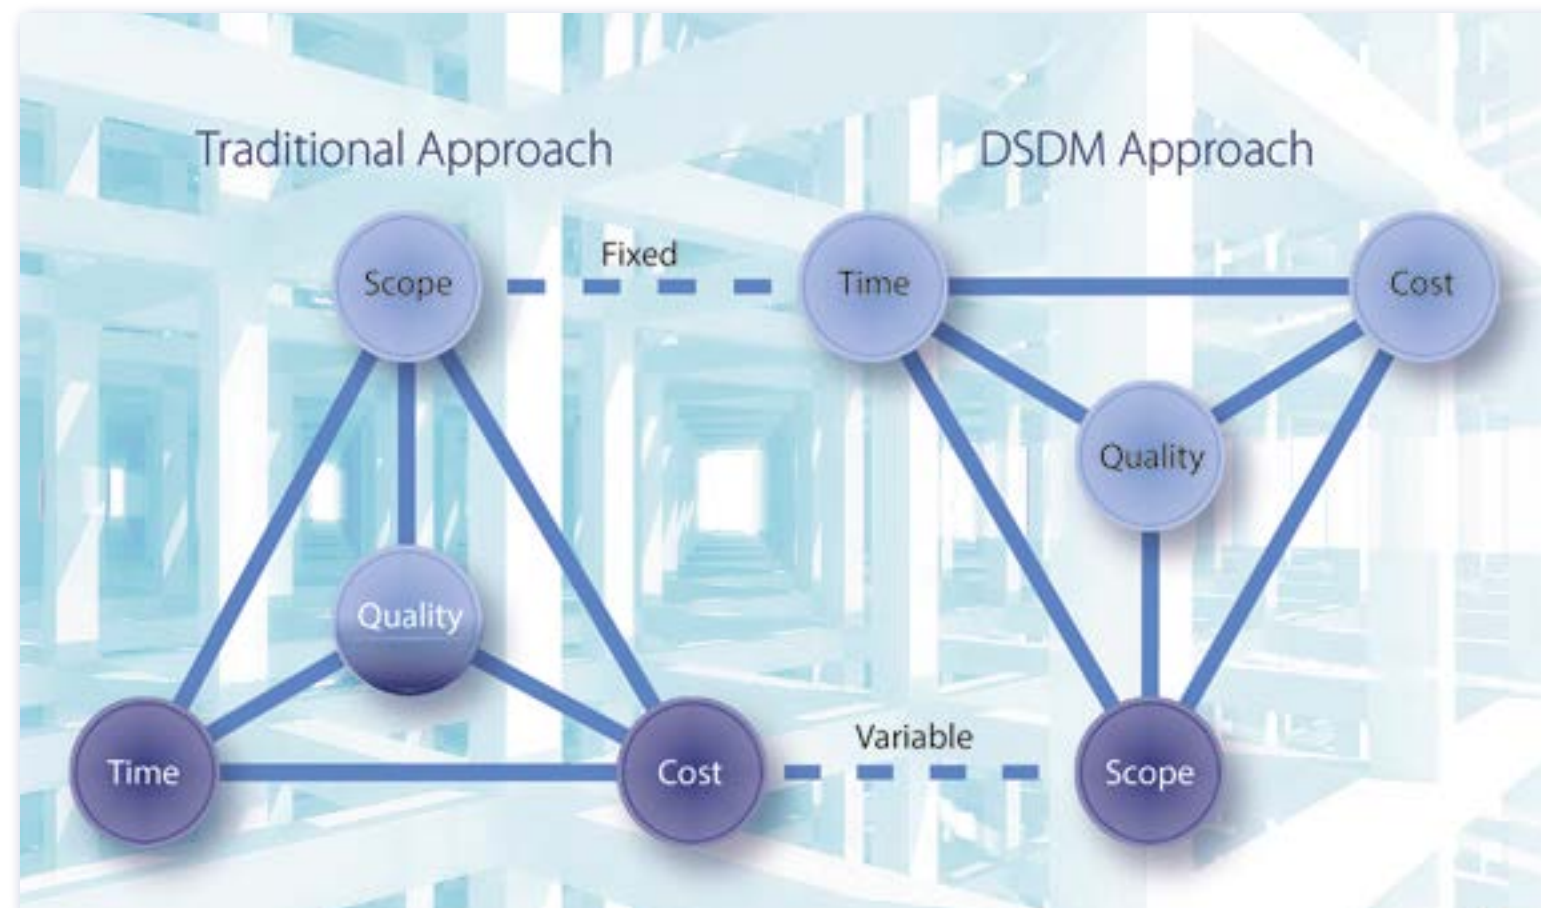 Traditional Approach
DSDM Approach
Scope
Fixed
Time
Cost
Quality
Quality
Variable
Time
Cost
Scope